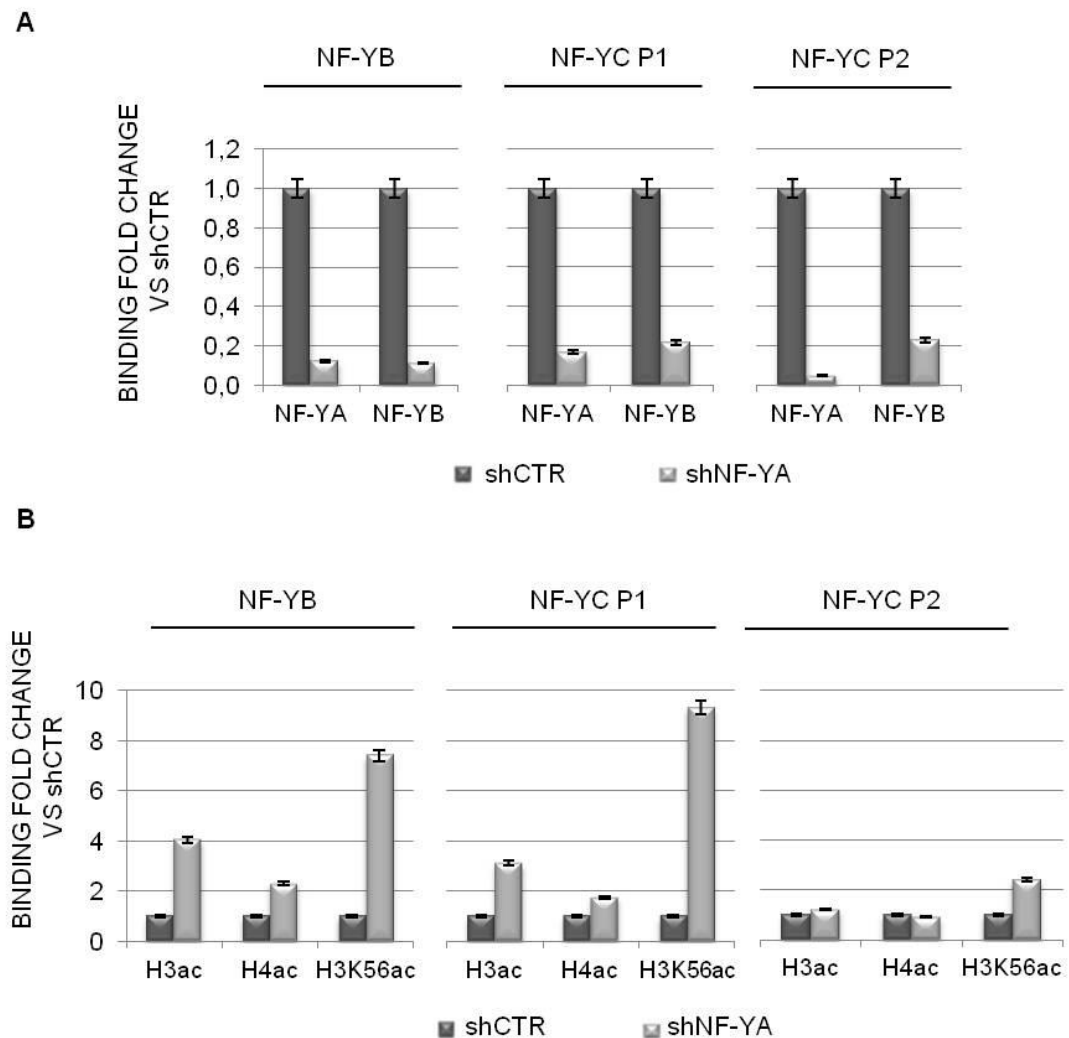 A
NF-YB NF-YC P1 NF-YC P2
BINDING FOLD CHANGE
VS shCTR
1,2
1,0
0,8
0,6
0,4
0,2
0,0
NF-YA NF-YB NF-YA NF-YB NF-YA NF-YB
shCTR shNF-YA
B
NF-YB NF-YC P1 NF-YC P2
BINDING FOLD CHANGE
VS shCTR
10
8
6
4
2
0
H3ac H4ac H3K56ac H3ac H4ac H3K56ac H3ac H4ac H3K56ac
shCTR shNF-YA